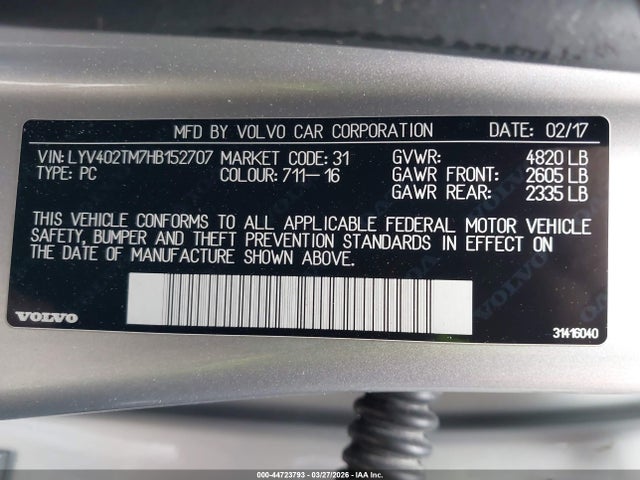 MFD BY VOLVO CAR CORPORATION DATE: 02/17
VIN: LYV402TM7HB152707 MARKET CODE: 31 GVWR: 4820 LB
TYPE: PC COLOUR: 711-16 GAWR FRONT: 2605 LB
GAWR REAR: 2335 LB
THIS VEHICLE CONFORMS TO ALL APPLICABLE FEDERAL MOTOR VEHICLE
SAFETY, BUMPER AND THEFT PREVENTION STANDARDS IN EFFECT ON
THE DATE OF MANUFACTURE SHOWN ABOVE.
VOLVO 31416040
000-44723793 | 03/27/2026 | IAA Inc.